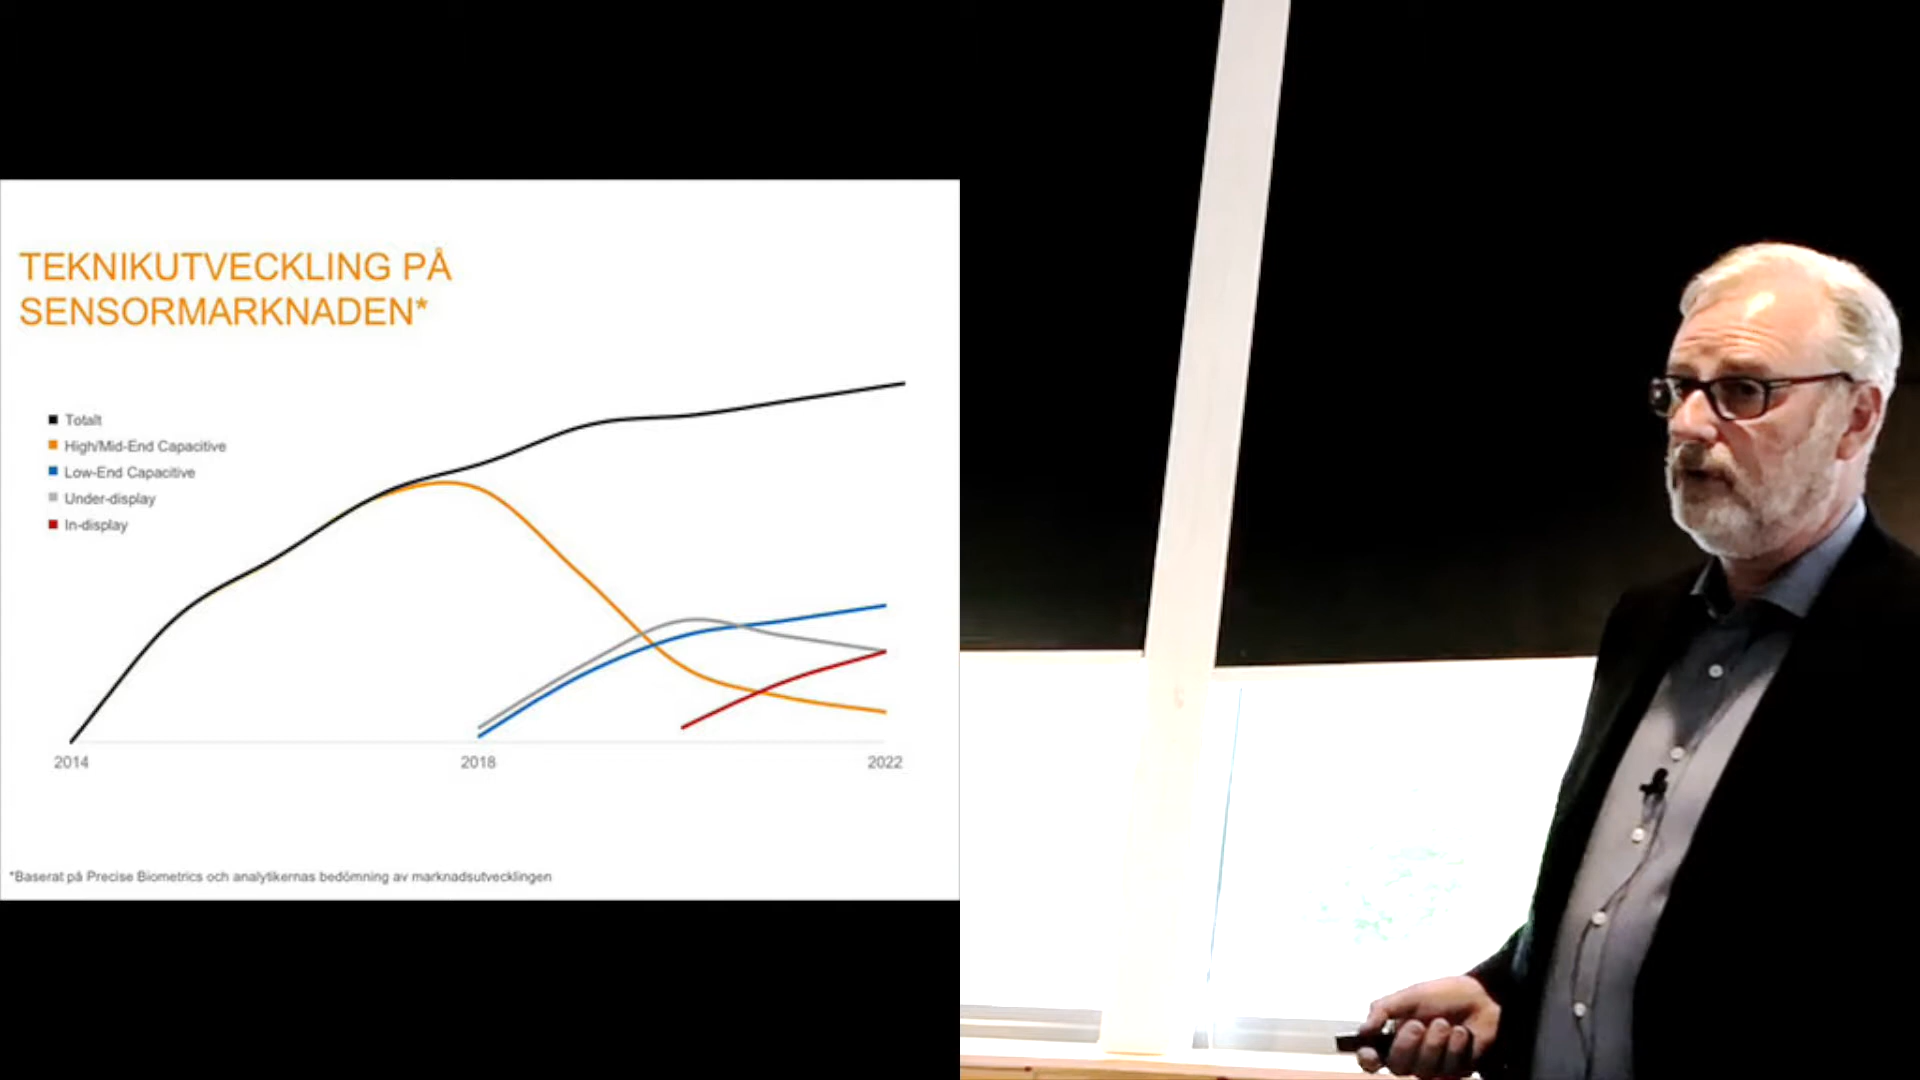 TEKNIKUTVECKLING PÅ
SENSORMARKNADEN*
Totalt
High/Mid-End Capacitive
Low-End Capacitive
Under-display
In-display
2014 2018 2022
*Baserat på Precise Biometrics och analytikernas bedömning av marknadsutvecklingen